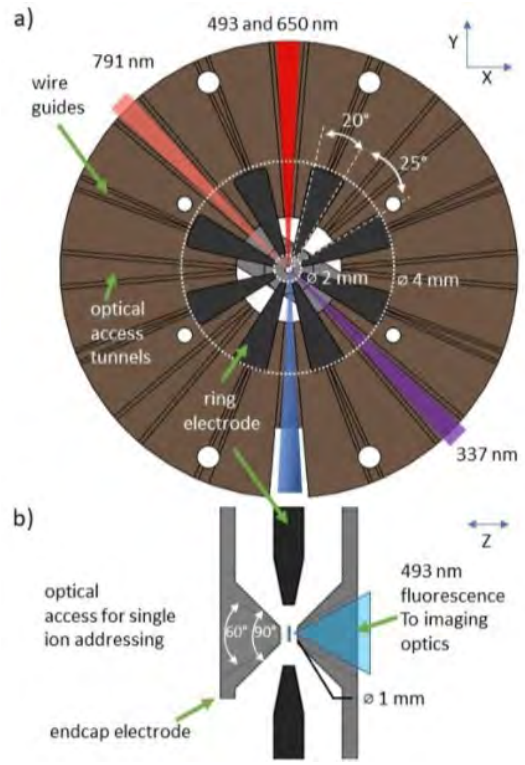 a)
493 and 650 nm
Y
X
791 nm
wire
guides
20°
25°
ø 2 mm
ø 4 mm
optical
access
tunnels
ring
electrode
337 nm
b)
Z
optical
access for single
ion addressing
60°
90°
493 nm
fluorescence
To imaging
optics
ø 1 mm
endcap electrode